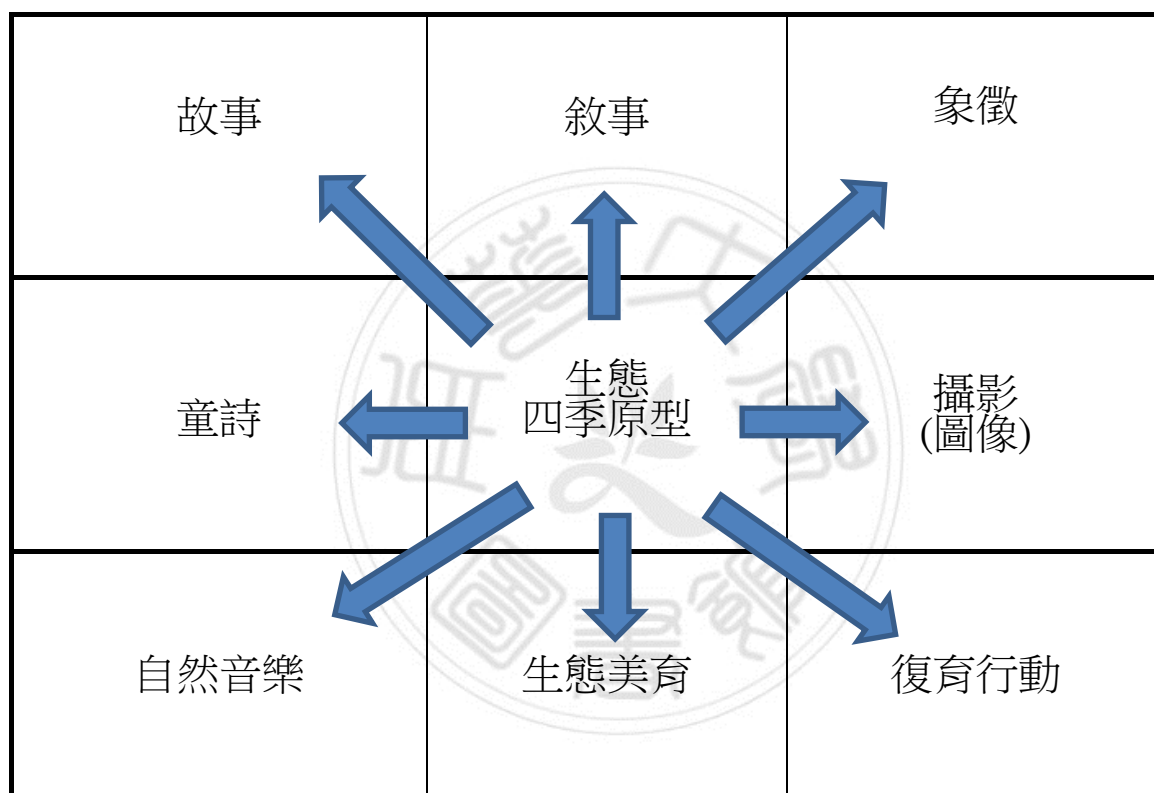 故事
敘事
象徵
童詩
生態
四季原型
攝影
(圖像)
自然音樂
生態美育
復育行動